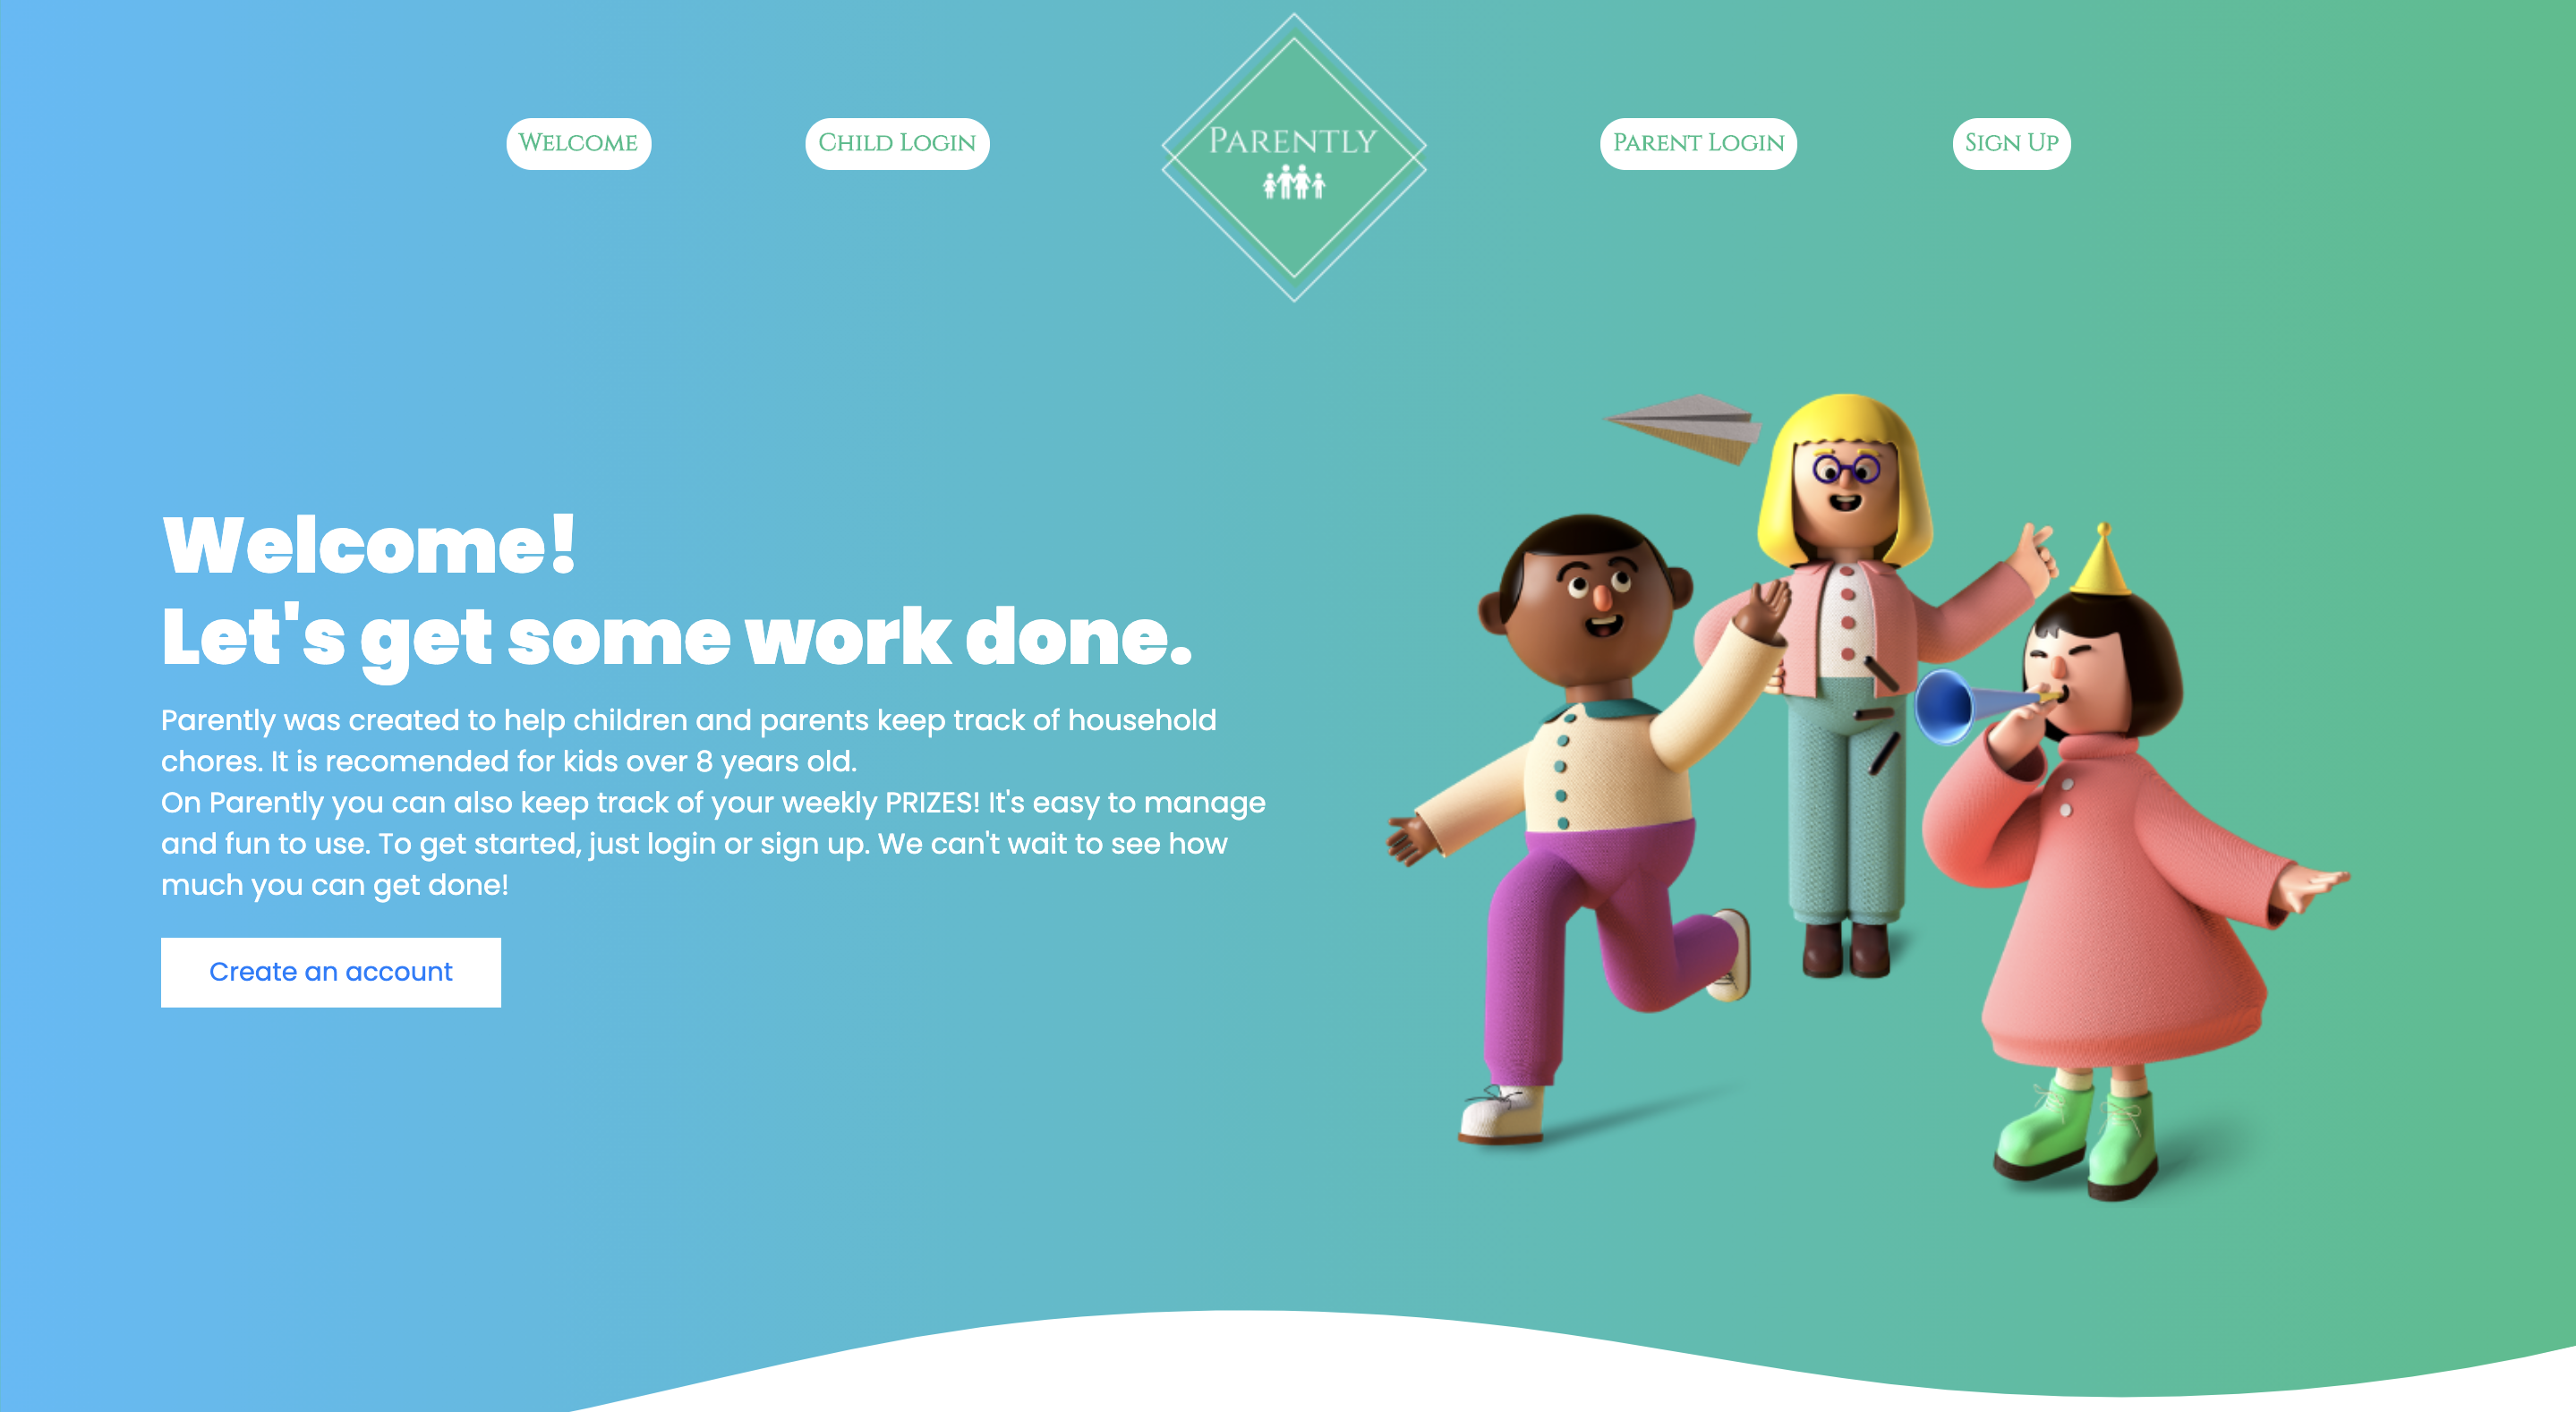 Welcome
Child Login
Parently
Parent Login
Sign Up
Welcome!
Let's get some work done.
Parently was created to help children and parents keep track of household
chores. It is recomended for kids over 8 years old.
On Parently you can also keep track of your weekly PRIZES! It's easy to manage
and fun to use. To get started, just login or sign up. We can't wait to see how
much you can get done!
Create an account